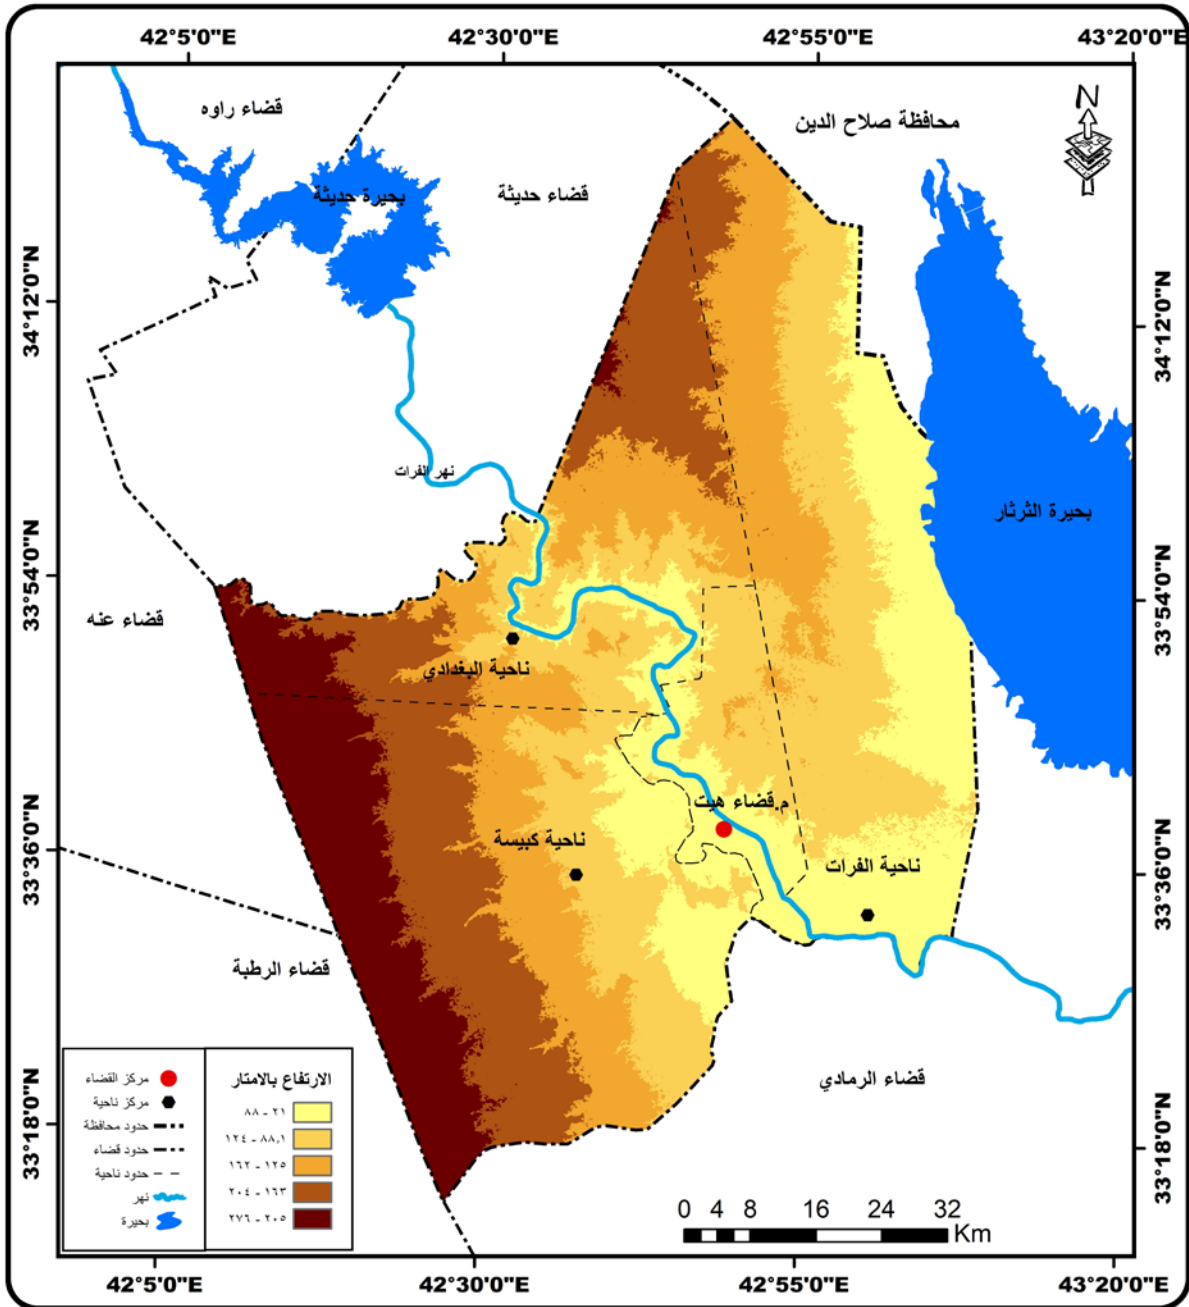 42°5'0"E 42°30'0"E 42°55'0"E 43°20'0"E
N
قضاء راوه
محافظة صلاح الدين
بحيرة حديثة
قضاء حديثة
34°12'0"N
34°12'0"N
نهر الفرات
بحيرة الثرثار
33°54'0"N
33°54'0"N
قضاء عنه
ناحية البغدادي
م.قضاء هيت
ناحية كبيسة
ناحية الفرات
33°36'0"N
33°36'0"N
قضاء الرطبة
قضاء الرمادي
33°18'0"N
33°18'0"N
الارتفاع بالامتار
٢١ - ٨٨
٨٨,١ - ١٢٤
١٢٥ - ١٦٢
١٦٣ - ٢٠٤
٢٠٥ - ٢٧٦
مركز القضاء
مركز ناحية
حدود محافظة
حدود قضاء
حدود ناحية
نهر
بحيرة
0 4 8 16 24 32
Km
42°5'0"E 42°30'0"E 42°55'0"E 43°20'0"E